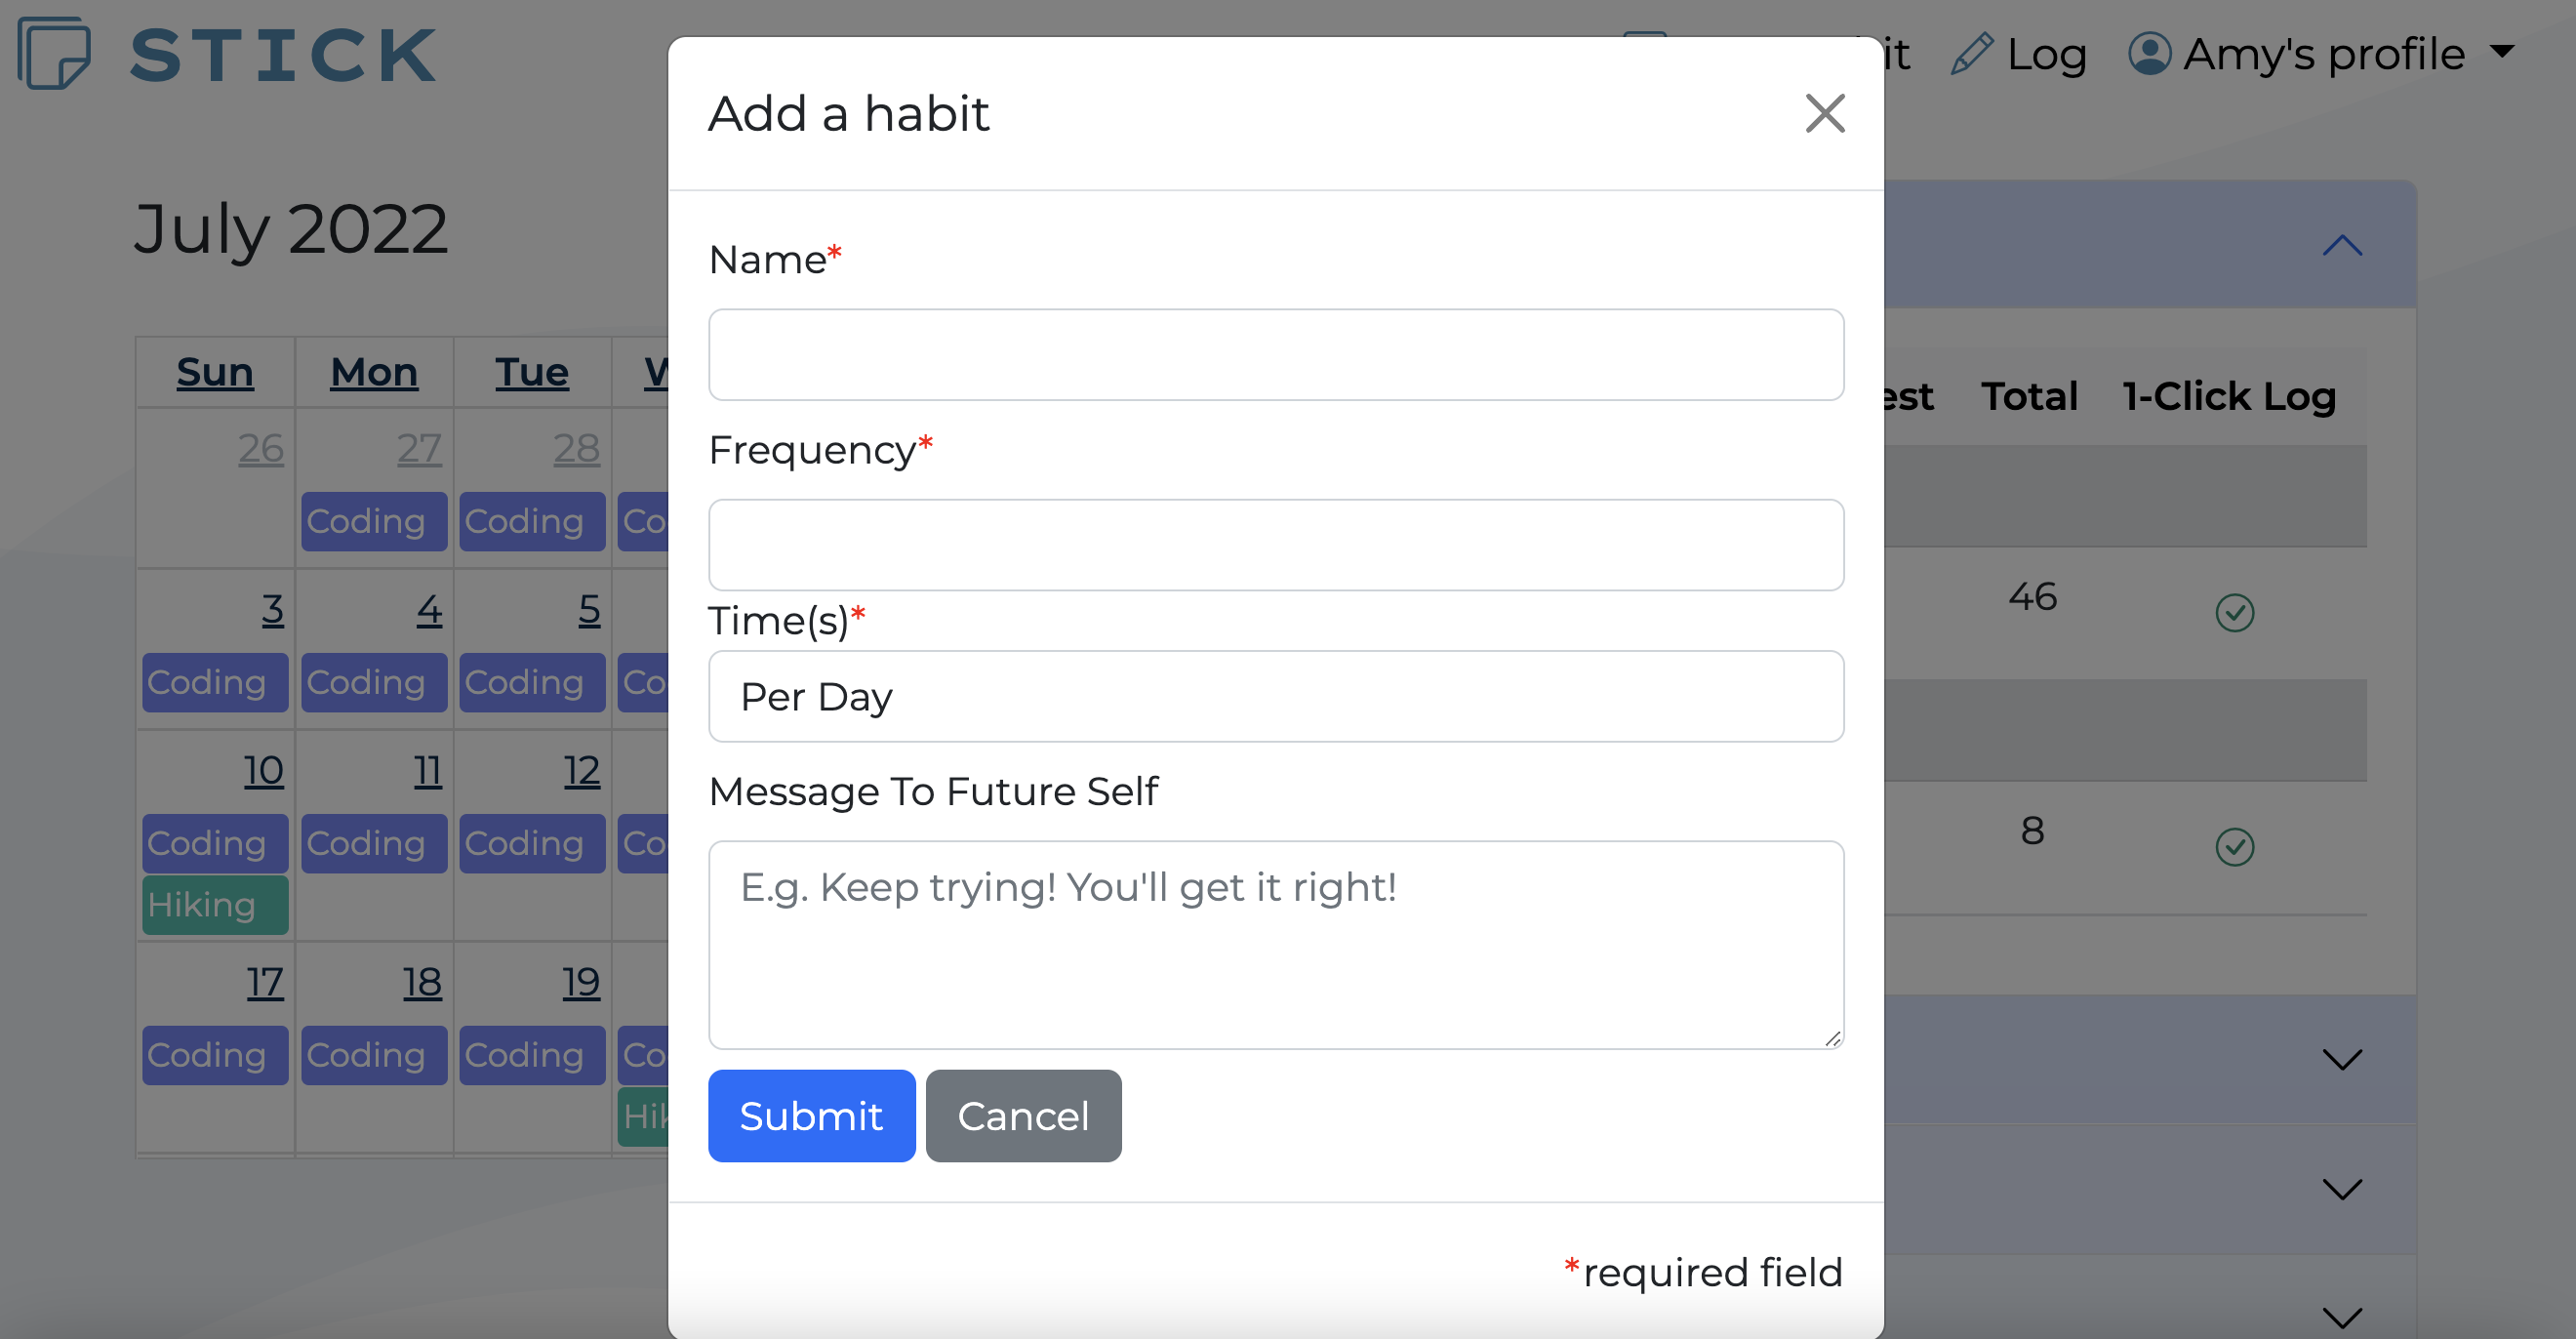 STICK
it Log Amy's profile
Add a habit
July 2022
Name*
Sun Mon Tue W
est Total 1-Click Log
26 27 28
Frequency*
Coding Coding Co
3 4 5
46
Time(s)*
Coding Coding Coding Co
Per Day
10 11 12
Message To Future Self
8
Coding Coding Coding Co
E.g. Keep trying! You'll get it right!
Hiking
17 18 19
Coding Coding Coding Co
Hik
Submit Cancel
*required field